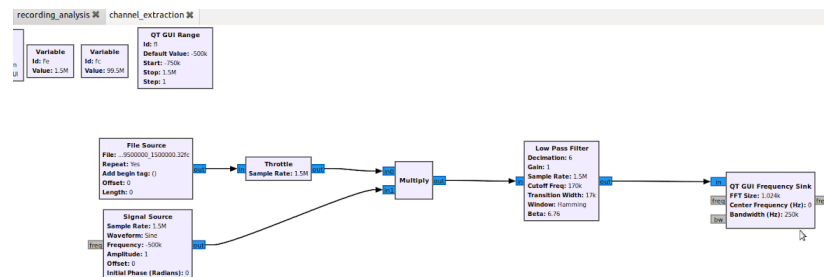 recording_analysis ✖ channel_extraction ✖
Variable
Id: Fe
Value: 1.5M
Variable
Id: fc
Value: 99.5M
QT GUI Range
Id: fl
Default Value: -500k
Start: -750k
Stop: 1.5M
Step: 1
File Source
File: ...9500000_1500000.32fc
Repeat: Yes
Add begin tag: ()
Offset: 0
Length: 0
out
in
Throttle
Sample Rate: 1.5M
out
Signal Source
Sample Rate: 1.5M
Waveform: Sine
Frequency: -500k
Amplitude: 1
Offset: 0
Initial Phase (Radians): 0
freq
out
in0
in1
Multiply
out
in
Low Pass Filter
Decimation: 6
Gain: 1
Sample Rate: 1.5M
Cutoff Freq: 170k
Transition Width: 17k
Window: Hamming
Beta: 6.76
out
in
freq
bw
QT GUI Frequency Sink
FFT Size: 1.024k
Center Frequency (Hz): 0
Bandwidth (Hz): 250k